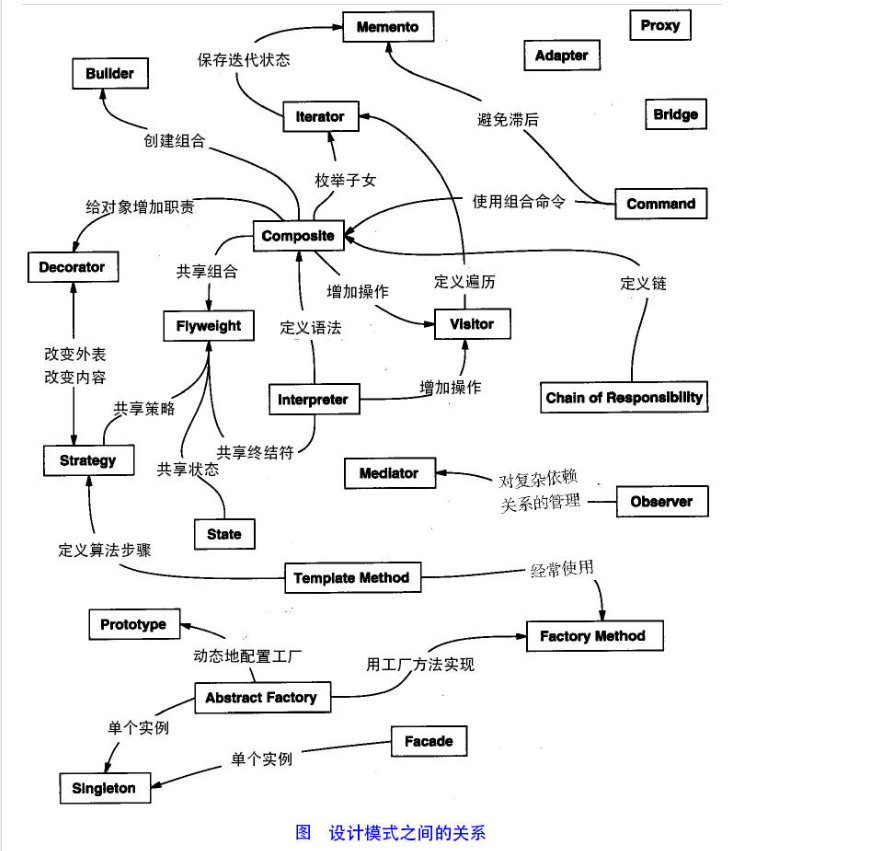 Memento
Proxy
Adapter
保存迭代状态
Builder
Iterator
避免滞后
Bridge
创建组合
枚举子女
给对象增加职责
使用组合命令
Command
Composite
Decorator
共享组合
增加操作
定义遍历
定义链
Flyweight
定义语法
Visitor
改变外表
改变内容
增加操作
Interpreter
Chain of Responsibility
共享策略
共享终结符
Strategy
共享状态
Mediator
对复杂依赖
关系的管理
Observer
State
定义算法步骤
Template Method
经常使用
Prototype
Factory Method
动态地配置工厂
用工厂方法实现
Abstract Factory
单个实例
Facade
单个实例
Singleton
图 设计模式之间的关系